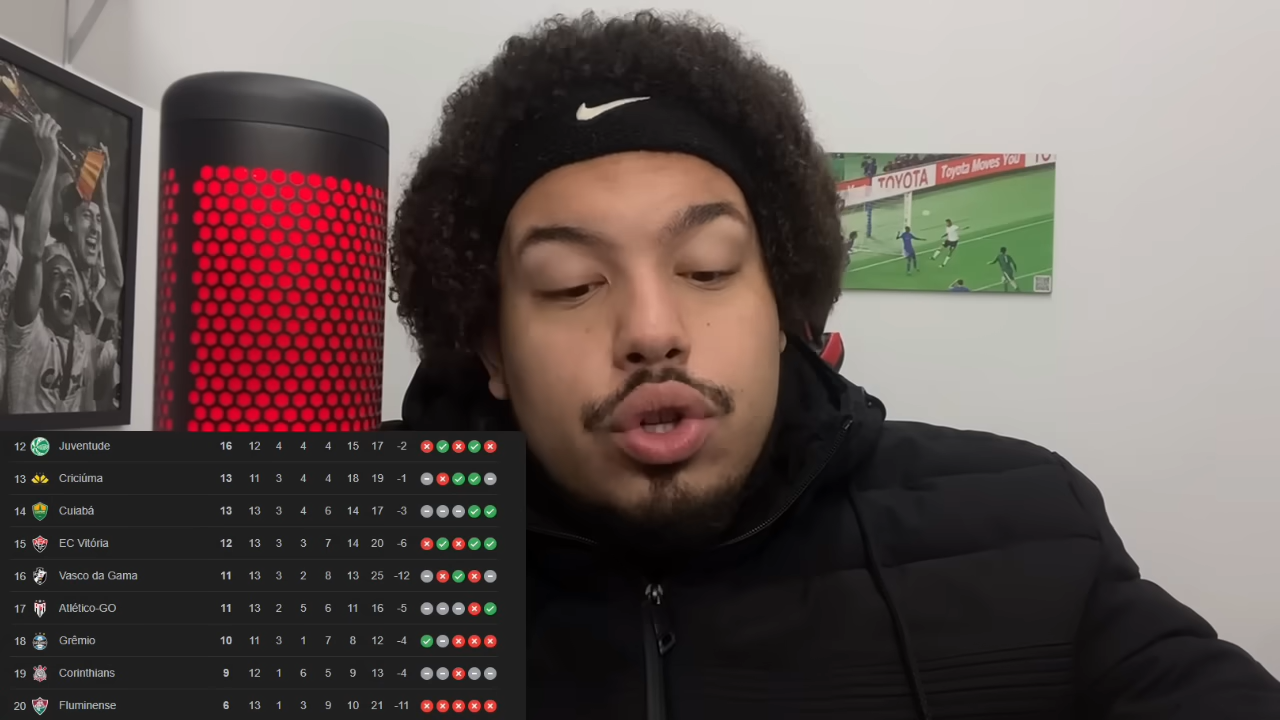 TOYOTA Toyota Moves You TO
CAIXA
12 Juventude 16 12 4 4 4 15 17 -2
13 Criciúma 13 11 3 4 4 18 19 -1
14 Cuiabá 13 13 3 4 6 14 17 -3
15 EC Vitória 12 13 3 3 7 14 20 -6
16 Vasco da Gama 11 13 3 2 8 13 25 -12
17 Atlético-GO 11 13 2 5 6 11 16 -5
18 Grêmio 10 11 3 1 7 8 12 -4
19 Corinthians 9 12 1 6 5 9 13 -4
20 Fluminense 6 13 1 3 9 10 21 -11